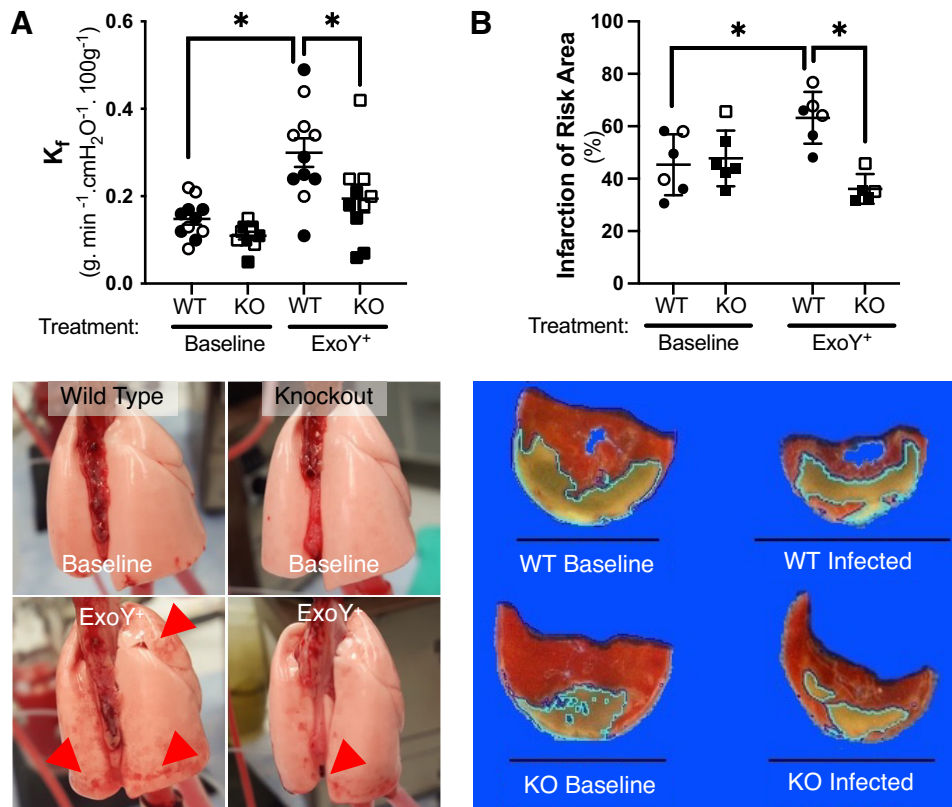 A
*
*
0.6
0.4
0.2
0.0
K<sub>f</sub>
(g. min ⁻¹.cmH₂O⁻¹. 100g⁻¹)
WT
KO
WT
KO
Treatment:
Baseline
ExoY⁺
B
*
*
100
80
60
40
20
0
Infarction of Risk Area
(%)
WT
KO
WT
KO
Treatment:
Baseline
ExoY⁺
Wild Type
Knockout
Baseline
Baseline
ExoY⁺
ExoY⁺
WT Baseline
WT Infected
KO Baseline
KO Infected